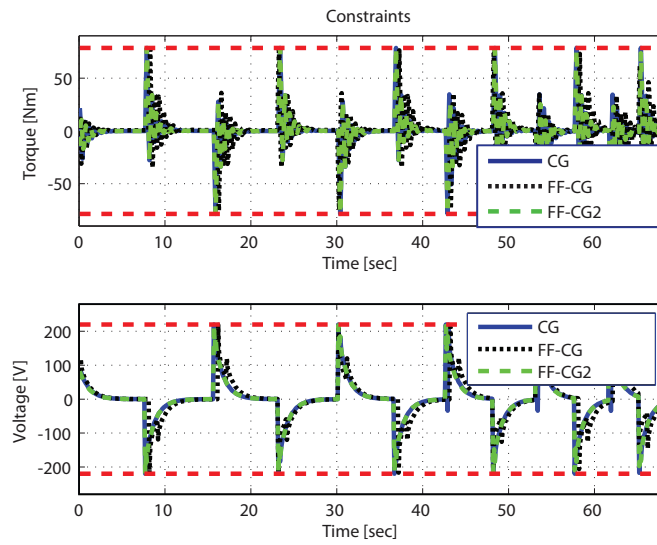 Constraints
Torque [Nm]
50
0
-50
CG
FF-CG
FF-CG2
0 10 20 30 40 50 60
Time [sec]
Voltage [V]
200
100
0
-100
-200
CG
FF-CG
FF-CG2
0 10 20 30 40 50 60
Time [sec]